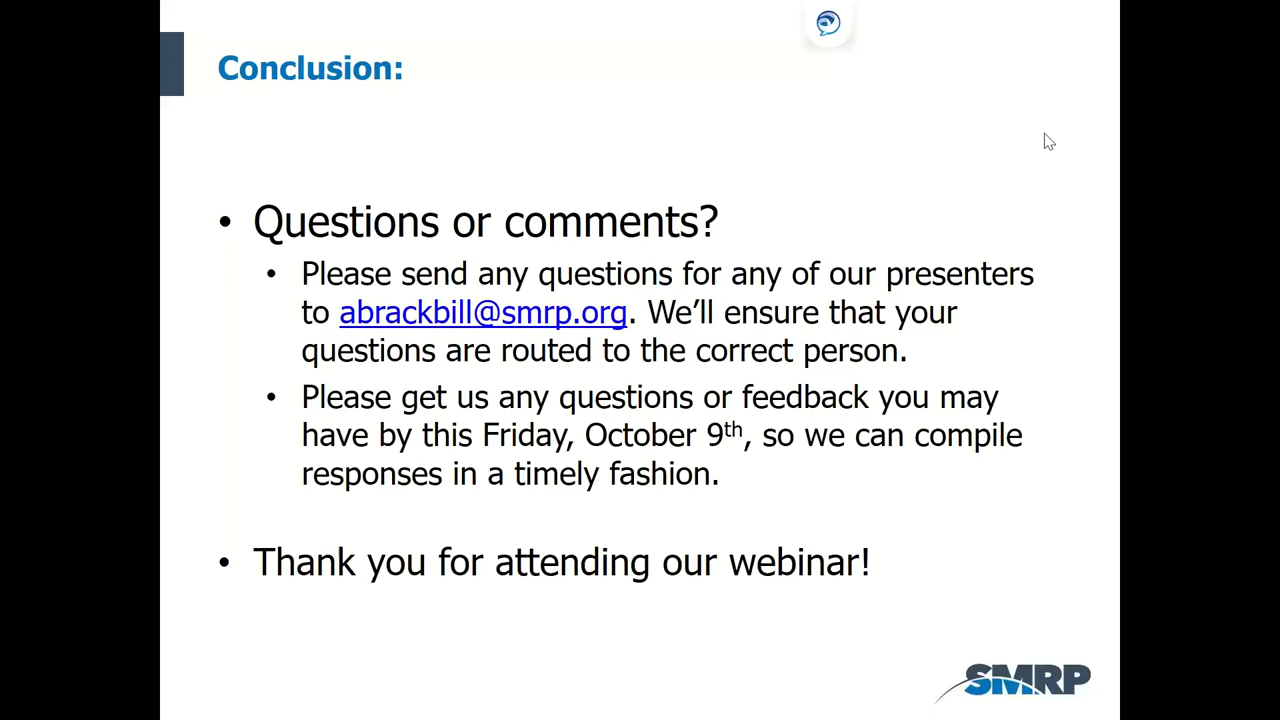 Conclusion:
• Questions or comments?
• Please send any questions for any of our presenters
to abrackbill@smrp.org. We’ll ensure that your
questions are routed to the correct person.
• Please get us any questions or feedback you may
have by this Friday, October 9th, so we can compile
responses in a timely fashion.
• Thank you for attending our webinar!
SMRP